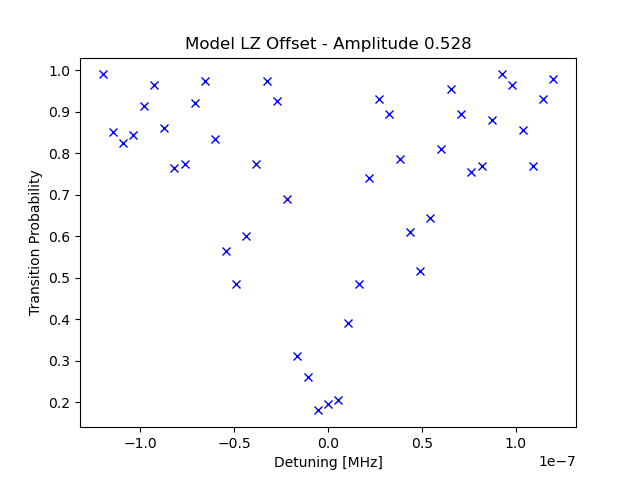 Model LZ Offset - Amplitude 0.528
1.0
0.9
0.8
0.7
0.6
0.5
0.4
0.3
0.2
Transition Probability
−1.0 −0.5 0.0 0.5 1.0
1e−7
Detuning [MHz]